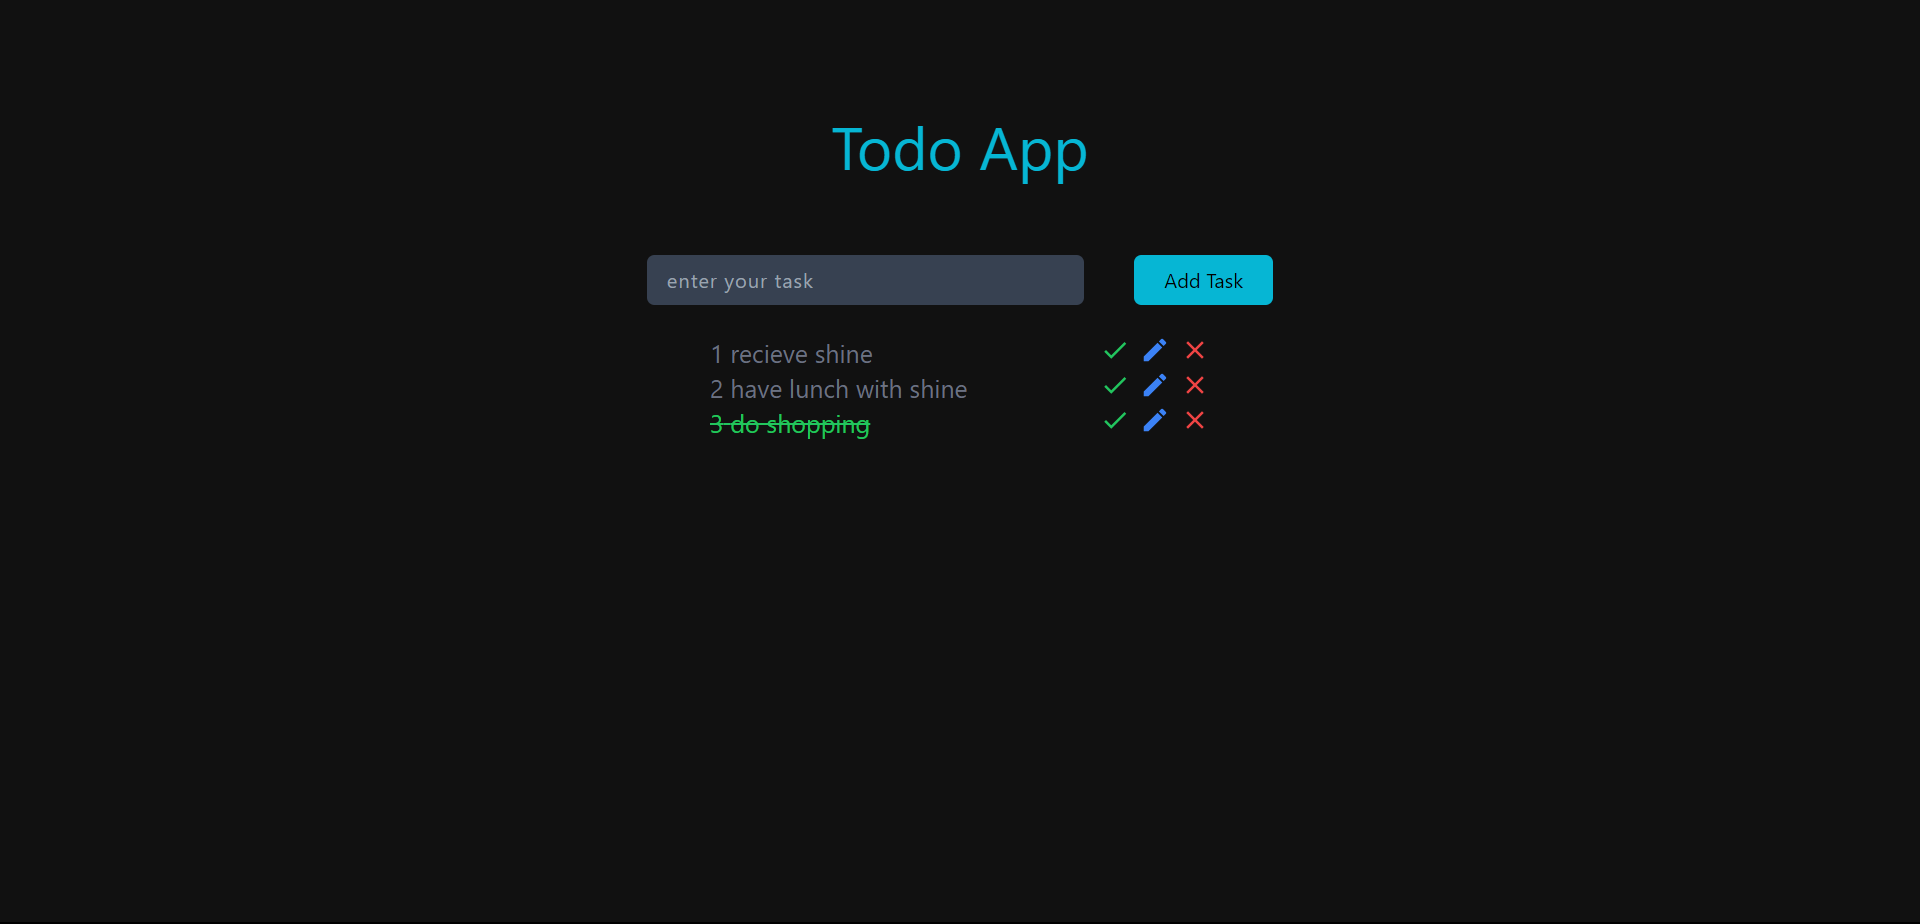 Todo App
enter your task
Add Task
1 recieve shine
2 have lunch with shine
3 do shopping